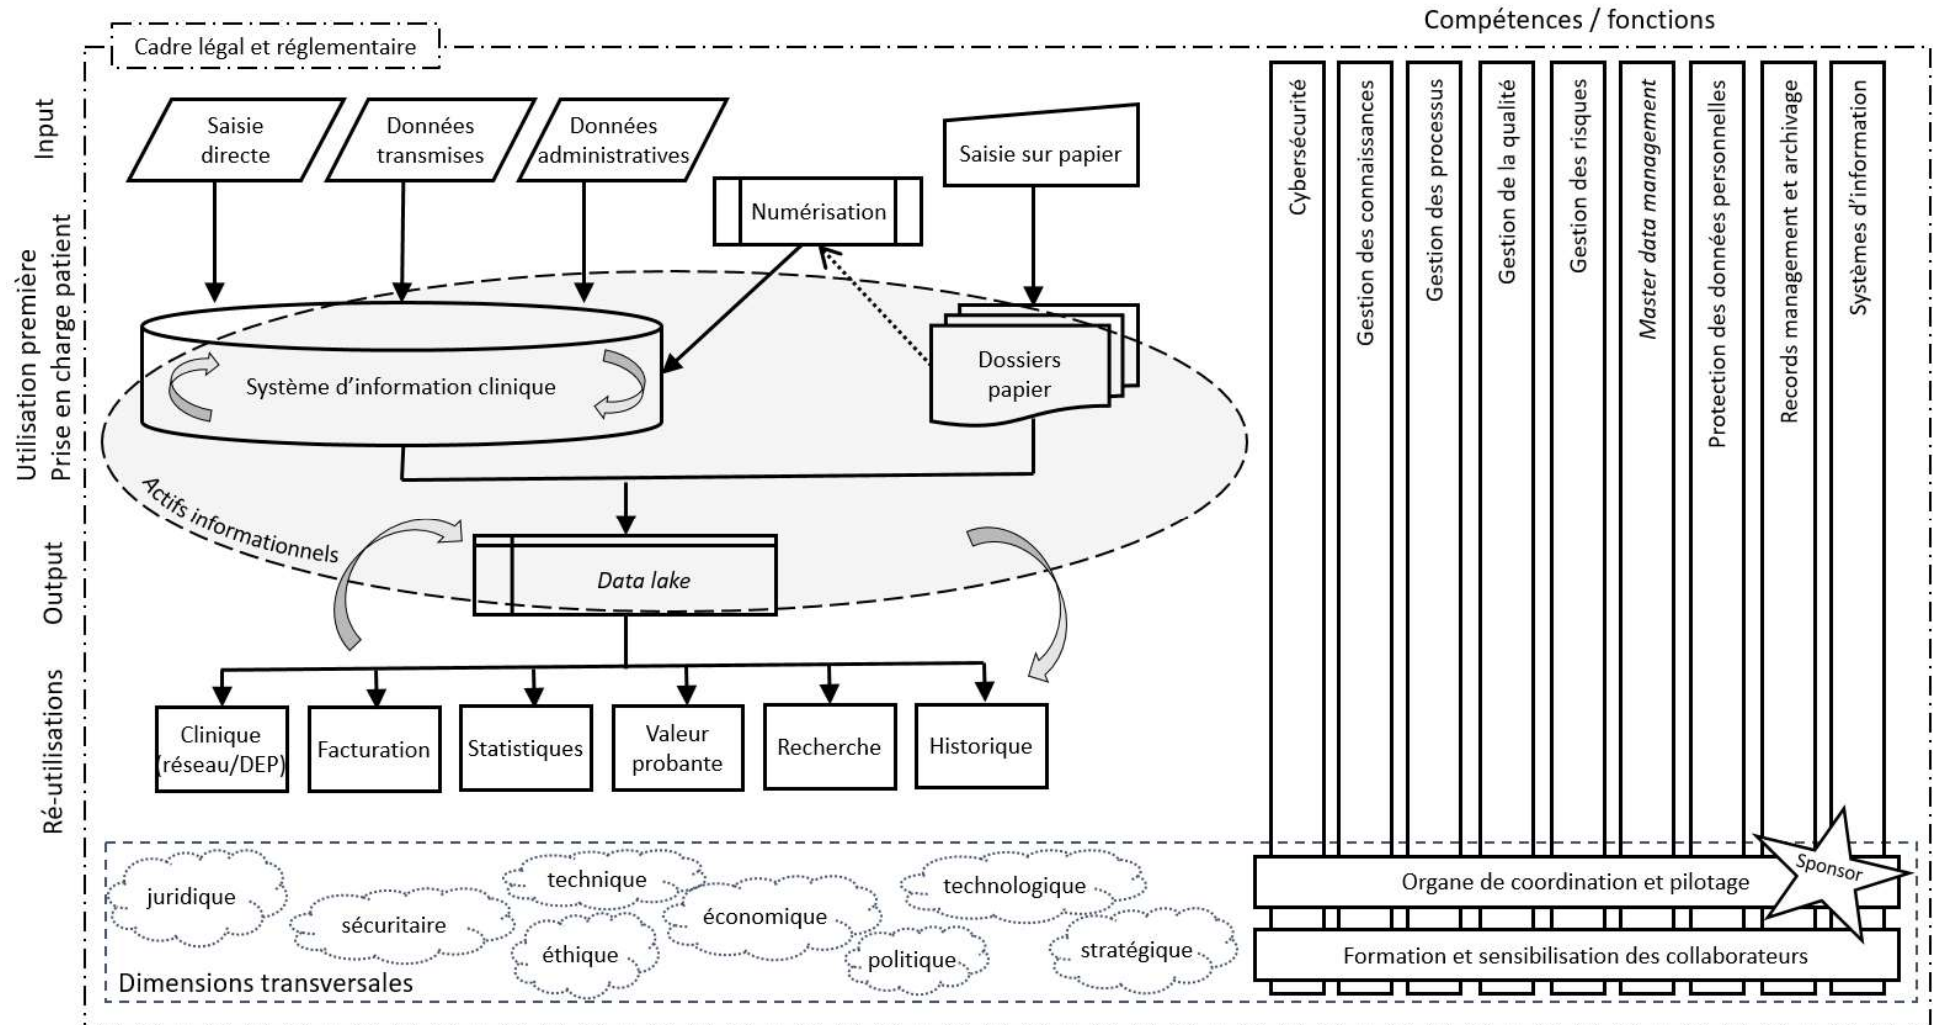 Compétences / fonctions
Cadre légal et réglementaire
Input
Saisie
directe
Données
transmises
Données
administratives
Saisie sur papier
Numérisation
Utilisation première
Prise en charge patient
Système d’information clinique
Dossiers
papier
Actifs informationnels
Output
Data lake
Ré-utilisations
Clinique
(réseau/DEP)
Facturation
Statistiques
Valeur
probante
Recherche
Historique
Cybersécurité
Gestion des connaissances
Gestion des processus
Gestion de la qualité
Gestion des risques
Master data management
Protection des données personnelles
Records management et archivage
Systèmes d’information
juridique
sécuritaire
technique
éthique
économique
technologique
politique
stratégique
Dimensions transversales
Organe de coordination et pilotage
Sponsor
Formation et sensibilisation des collaborateurs